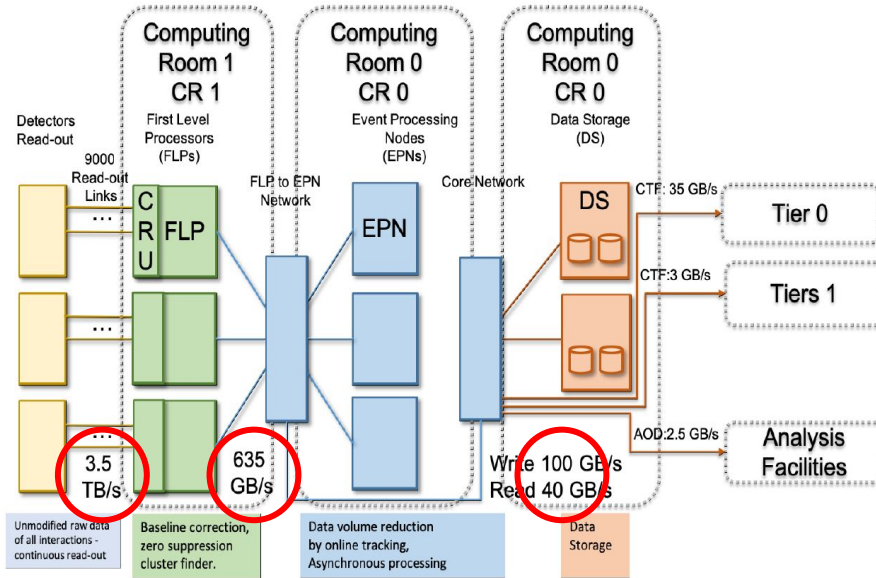 Computing
Room 1
CR 1
Computing
Room 0
CR 0
Computing
Room 0
CR 0
Detectors
Read-out
First Level
Processors
(FLPs)
Event Processing
Nodes
(EPNs)
Data Storage
(DS)
9000
Read-out
Links
FLP to EPN
Network
Core Network
...
C
R
U
FLP
EPN
DS
CTF: 35 GB/s
Tier 0
CTF:3 GB/s
Tiers 1
...
...
AOD:2.5 GB/s
Analysis
Facilities
3.5
TB/s
635
GB/s
Write 100 GB/s
Read 40 GB/s
Unmodified raw data
of all interactions -
continuous read-out
Baseline correction,
zero suppression
cluster finder.
Data volume reduction
by online tracking,
Asynchronous processing
Data
Storage